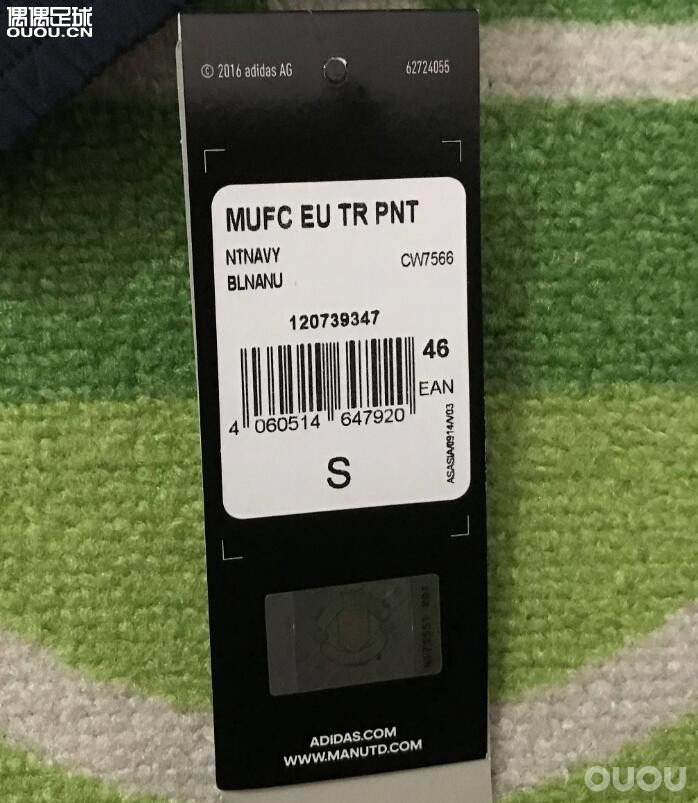 偶偶足球
OUOU.CN
© 2016 adidas AG
62724055
MUFC EU TR PNT
NTNAVY
CW7566
BLNANU
120739347
46
EAN
4 060514 647920
ASASIA/0914/V03
S
ADIDAS.COM
WWW.MANUTD.COM
OUOU